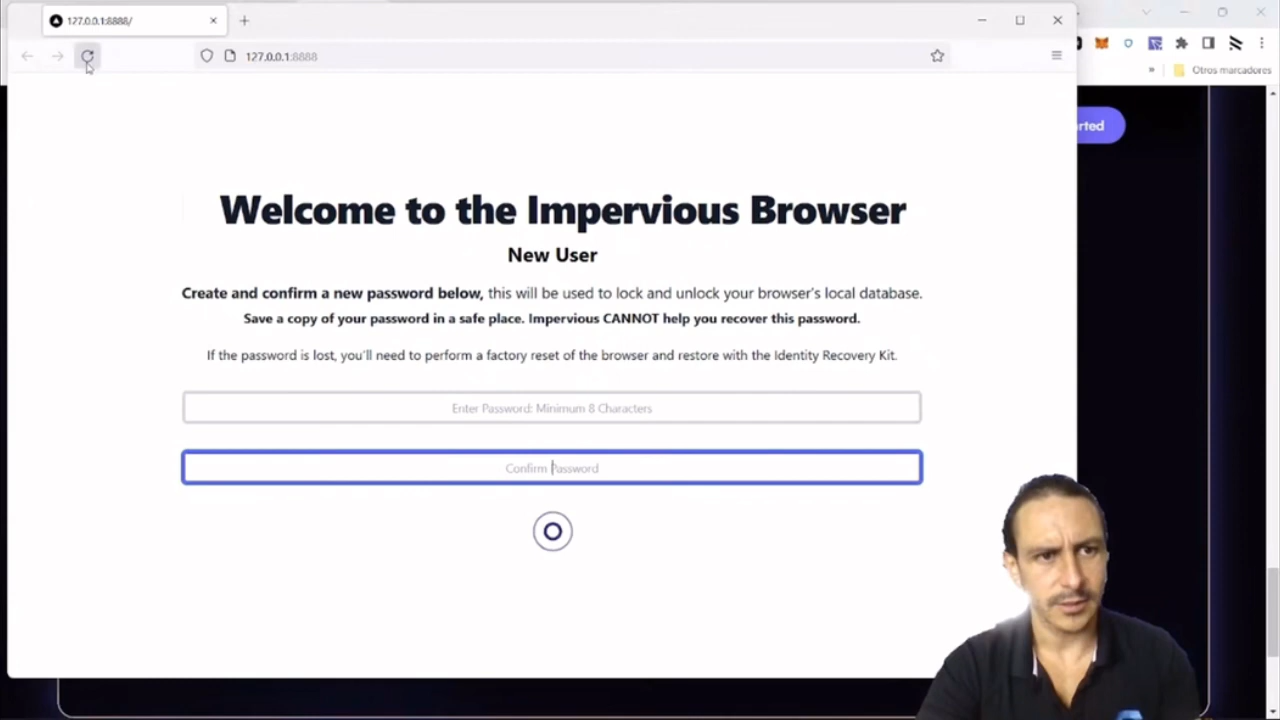 127.0.0.1:8888/
127.0.0.1:8888
Otros marcadores
rted
Welcome to the Impervious Browser
New User
Create and confirm a new password below, this will be used to lock and unlock your browser's local database.
Save a copy of your password in a safe place. Impervious CANNOT help you recover this password.
If the password is lost, you'll need to perform a factory reset of the browser and restore with the Identity Recovery Kit.
Enter Password: Minimum 8 Characters
Confirm Password